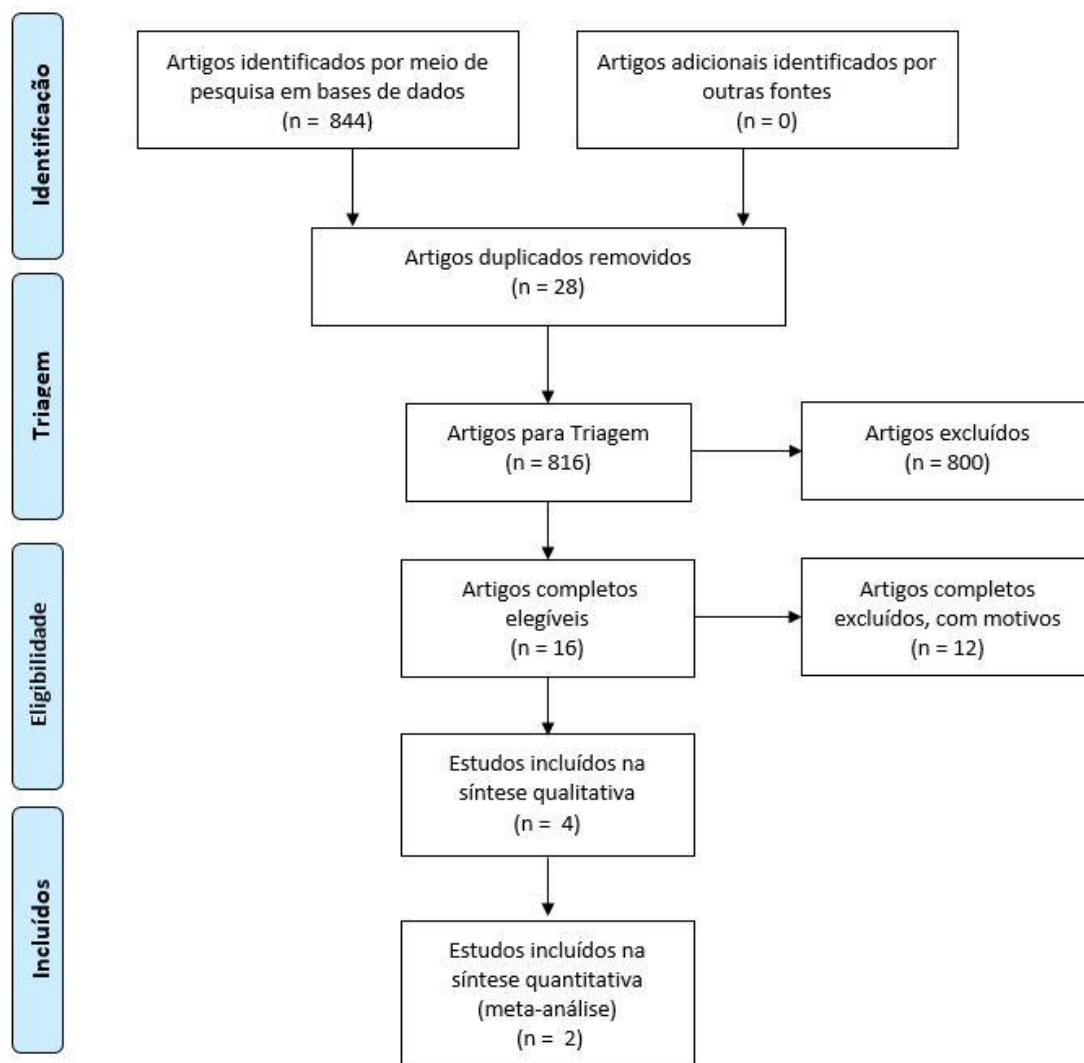 Identificação
Artigos identificados por meio de
pesquisa em bases de dados
(n = 844)
Artigos adicionais identificados por
outras fontes
(n = 0)
Artigos duplicados removidos
(n = 28)
Triagem
Artigos para Triagem
(n = 816)
Artigos excluídos
(n = 800)
Eligibilidade
Artigos completos
elegíveis
(n = 16)
Artigos completos
excluídos, com motivos
(n = 12)
Estudos incluídos na
síntese qualitativa
(n = 4)
Incluídos
Estudos incluídos na
síntese quantitativa
(meta-análise)
(n = 2)